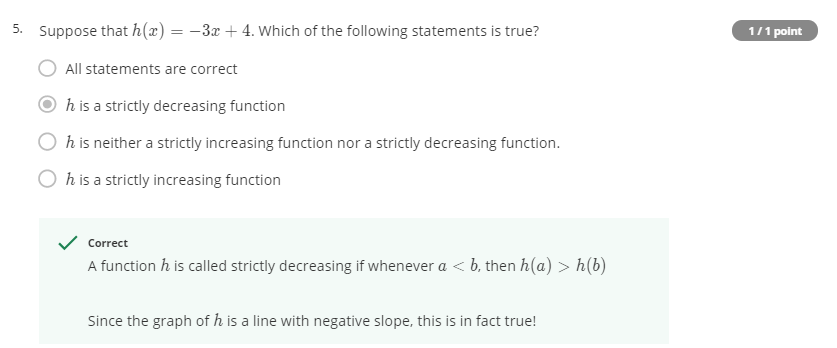 5. Suppose that h(x) = −3x + 4. Which of the following statements is true?
1 / 1 point
All statements are correct
h is a strictly decreasing function
h is neither a strictly increasing function nor a strictly decreasing function.
h is a strictly increasing function
Correct
A function h is called strictly decreasing if whenever a < b, then h(a) > h(b)
Since the graph of h is a line with negative slope, this is in fact true!